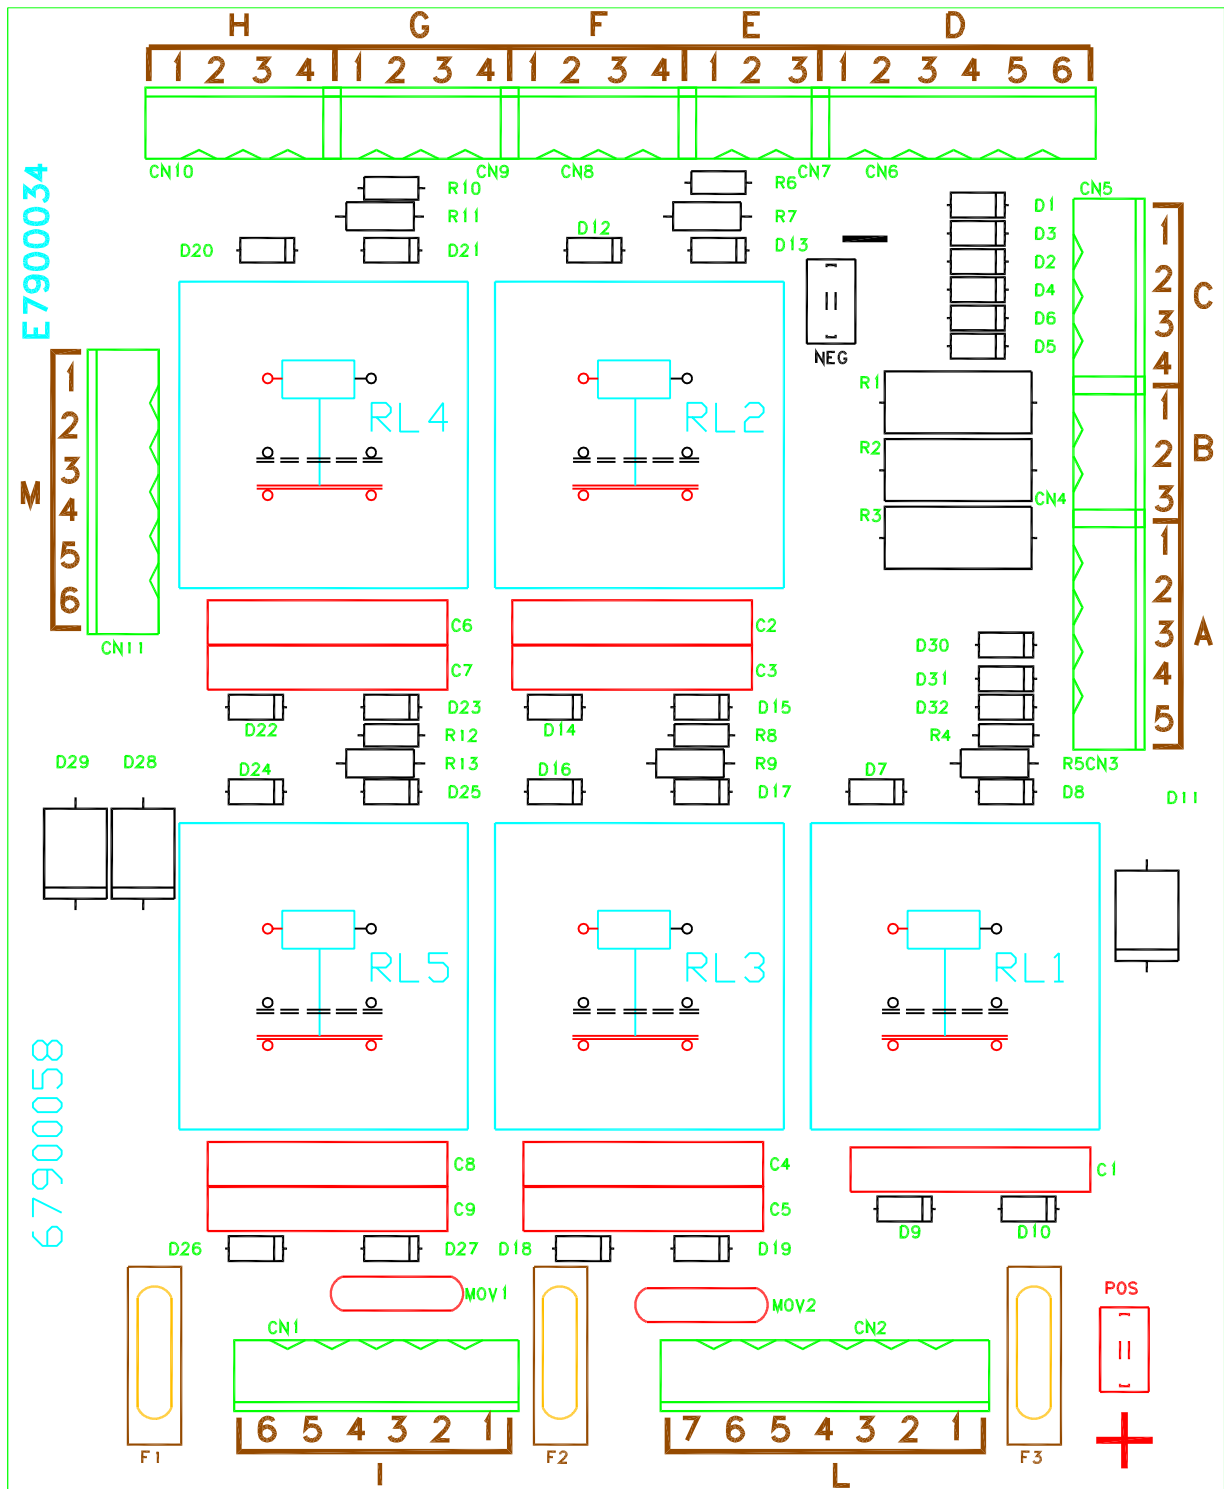 H G F E D
1 2 3 4 1 2 3 4 1 2 3 4 1 2 3 1 2 3 4 5 6
CN10 CN9 CN8 CN7 CN6
E7900034
CN5
R10 R6
R11 R7
D20 D21 D12 D13
D1
D3
D2
D4
D6
D5
NEG
1
2
3
4
C
R1
R2
R3
CN4
1
2
3
B
RL4 RL2
M
1
2
3
4
5
6
CN11
1
2
3
4
5
A
C6 C2
C7 C3
D30
D31
D32
R4
D22 D23 D14 D15
R12 R8
R13 R9 R5 CN3
D29 D28 D24 D25 D16 D17 D7 D8 D11
RL5 RL3 RL1
67900058
C8 C4 C1
C9 C5
D9 D10
D26 D27 D18 D19
MOV1 MOV2 POS
CN1 CN2
6 5 4 3 2 1 7 6 5 4 3 2 1
F1 F2 F3
I L